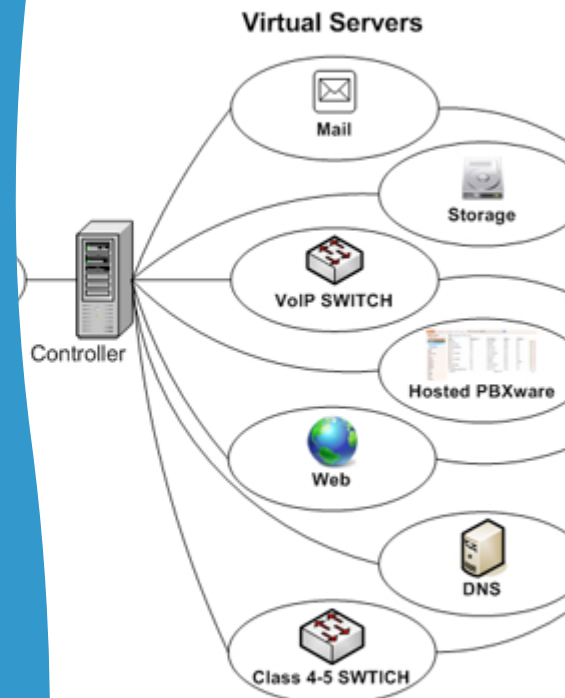 Virtual Servers
Mail
Storage
VoIP SWITCH
Controller
Hosted PBXware
Web
DNS
Class 4-5 SWTICH